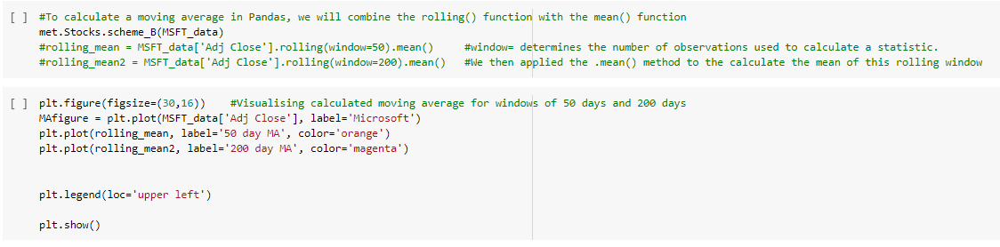 [ ] #To calculate a moving average in Pandas, we will combine the rolling() function with the mean() function
met.Stocks.scheme_B(MSFT_data)
#rolling_mean = MSFT_data['Adj Close'].rolling(window=50).mean()     #window= determines the number of observations used to calculate a statistic.
#rolling_mean2 = MSFT_data['Adj Close'].rolling(window=200).mean()   #We then applied the .mean() method to the calculate the mean of this rolling window
[ ] plt.figure(figsize=(30,16))    #Visualising calculated moving average for windows of 50 days and 200 days
MAfigure = plt.plot(MSFT_data['Adj Close'], label='Microsoft')
plt.plot(rolling_mean, label='50 day MA', color='orange')
plt.plot(rolling_mean2, label='200 day MA', color='magenta')
plt.legend(loc='upper left')
plt.show()